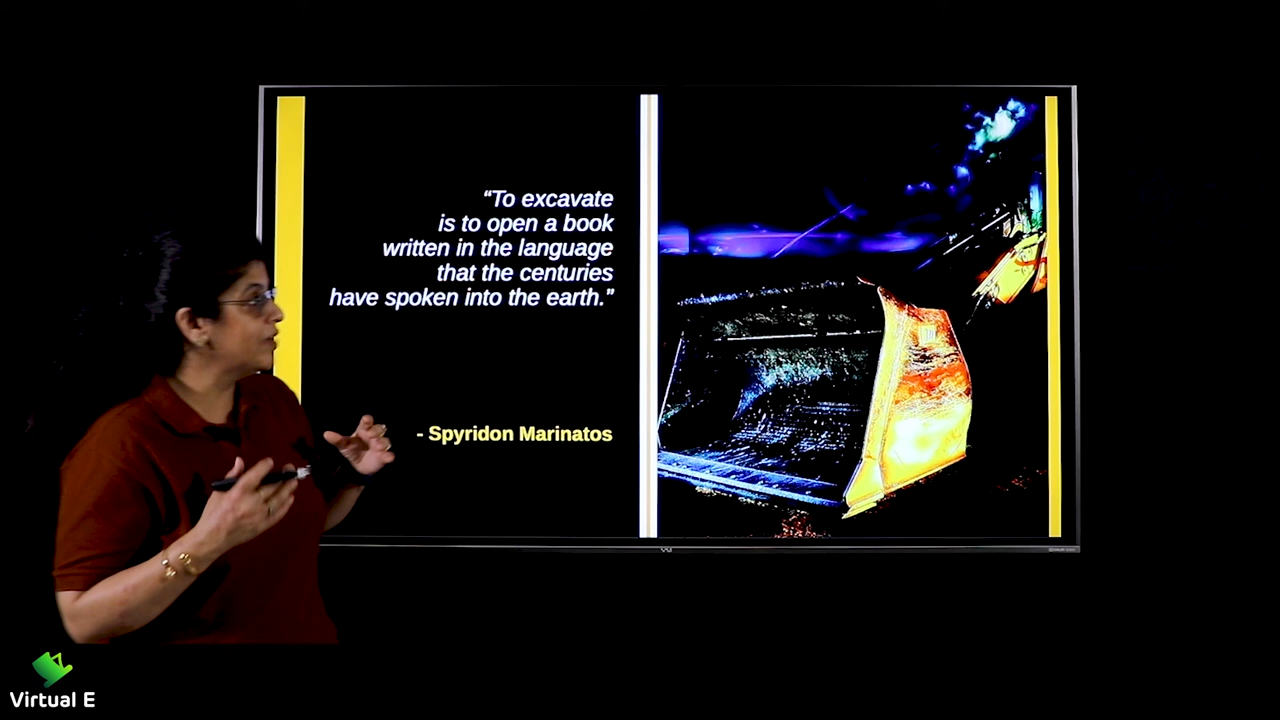 “To excavate
is to open a book
written in the language
that the centuries
have spoken into the earth.”
- Spyridon Marinatos
Virtual E